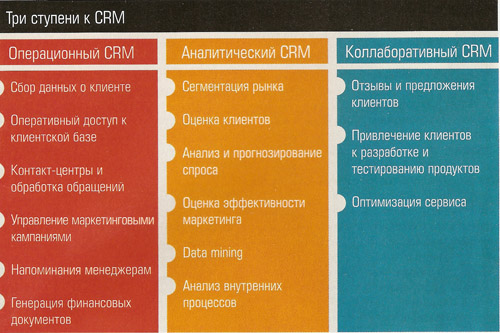 Три ступени к CRM
Операционный CRM
Сбор данных о клиенте
Оперативный доступ к
клиентской базе
Контакт-центры и
обработка обращений
Управление маркетинговыми
кампаниями
Напоминания менеджерам
Генерация финансовых
документов
Аналитический CRM
Сегментация рынка
Оценка клиентов
Анализ и прогнозирование
спроса
Оценка эффективности
маркетинга
Data mining
Анализ внутренних
процессов
Коллаборативный CRM
Отзывы и предложения
клиентов
Привлечение клиентов
к разработке и
тестированию продуктов
Оптимизация сервиса